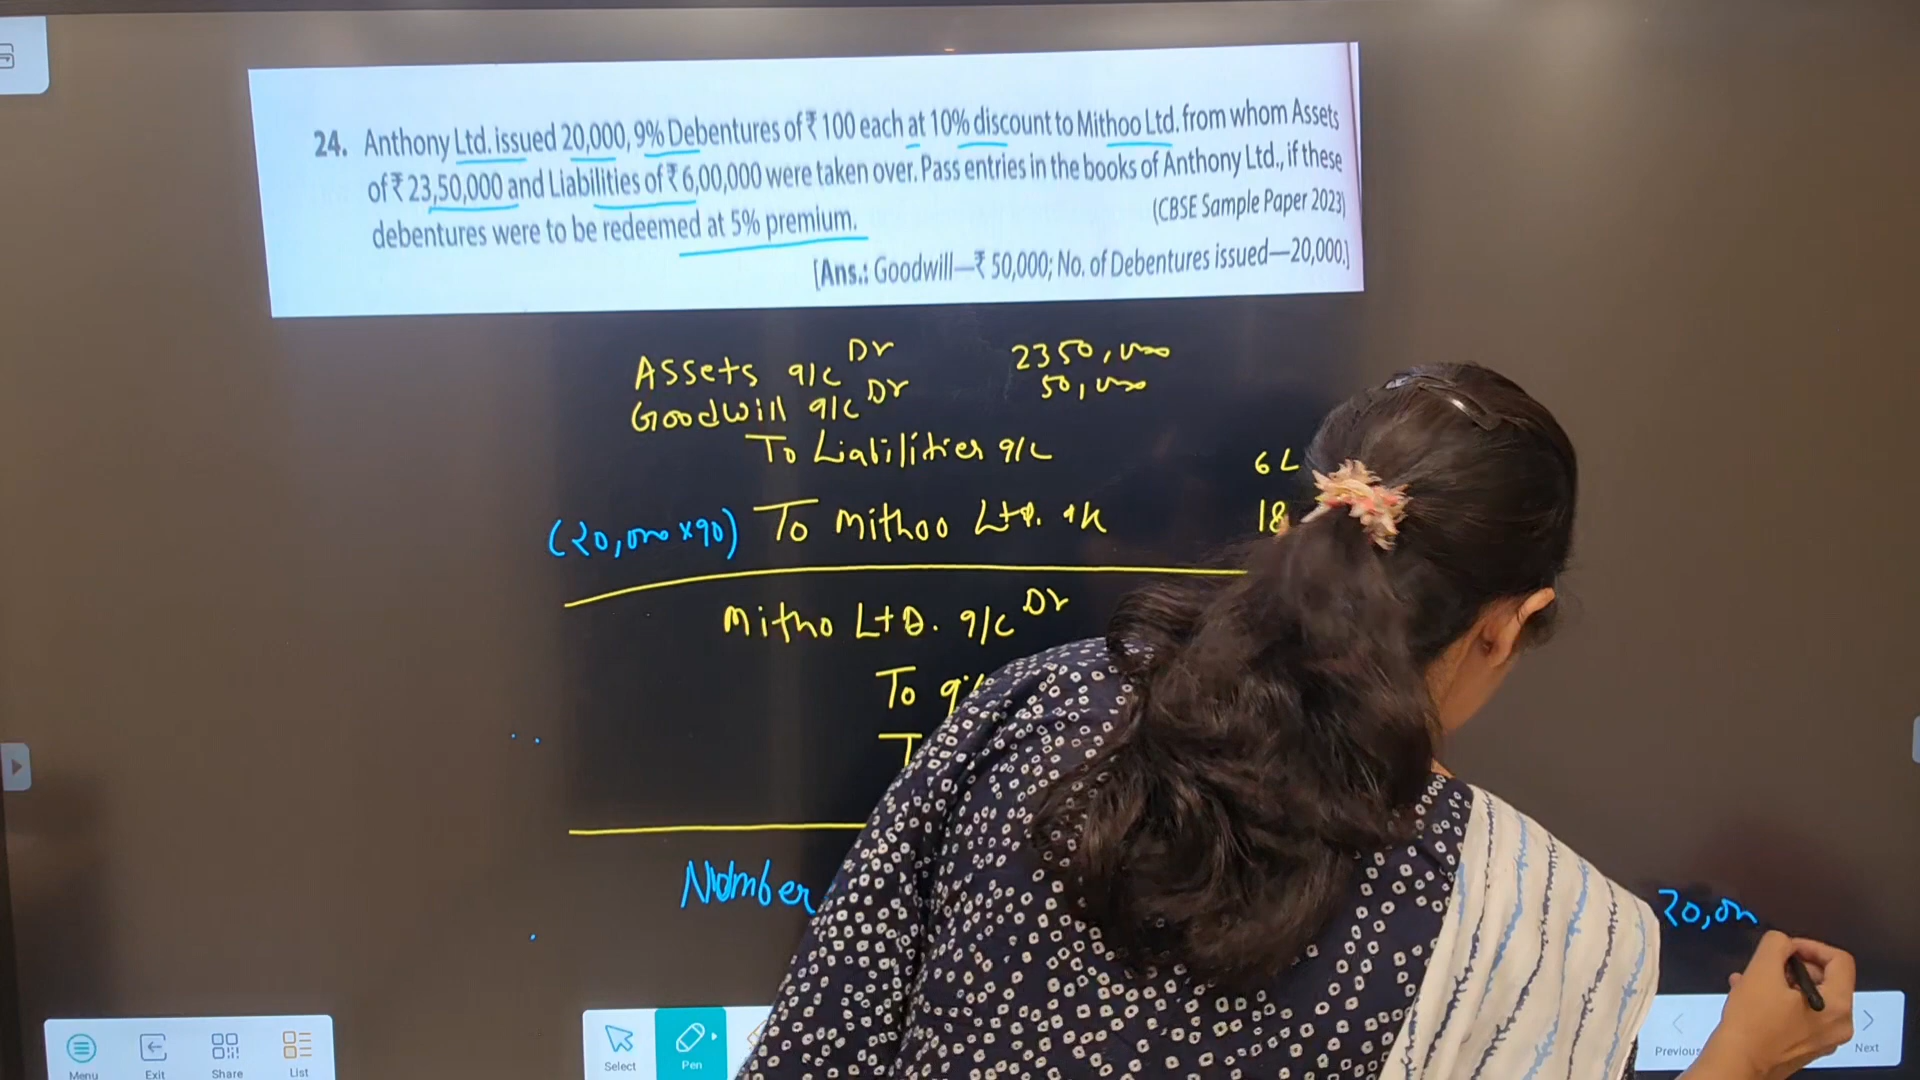 24. Anthony Ltd. issued 20,000, 9% Debentures of ₹ 100 each at 10% discount to Mithoo Ltd. from whom Assets
of ₹ 23,50,000 and Liabilities of ₹ 6,00,000 were taken over. Pass entries in the books of Anthony Ltd., if these
debentures were to be redeemed at 5% premium. (CBSE Sample Paper 2023)
[Ans.: Goodwill—₹ 50,000; No. of Debentures issued—20,000.]
Assets a/c Dr 2350,000
Goodwill a/c Dr 50,000
To Liabilities a/c 6L
(20,000 x 90) To Mithoo Ltd. a/c 18
Mitho LtD. a/c Dr
To 9%
Number 20,00
Menu Exit Share List Select Pen Previous Next